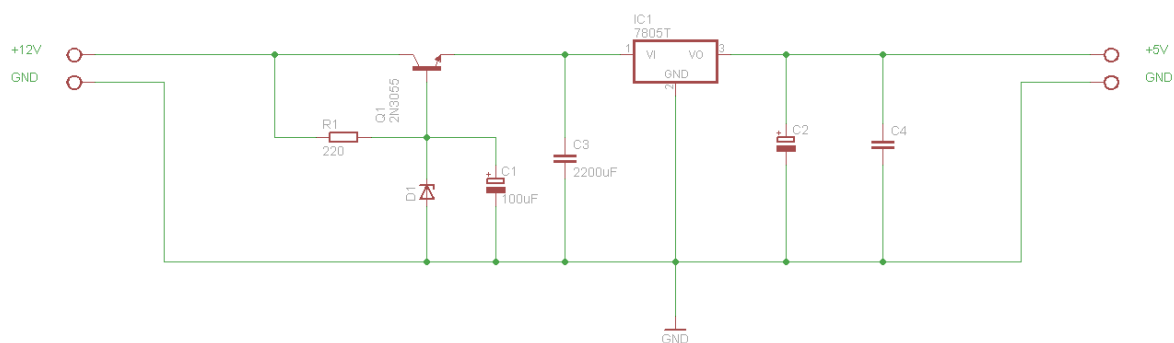 IC1
7805T
+12V
1
VI
VO
3
+5V
GND
GND
2
GND
Q1
2N3055
R1
220
C3
2200uF
C2
C4
D1
+
C1
100uF
+
GND